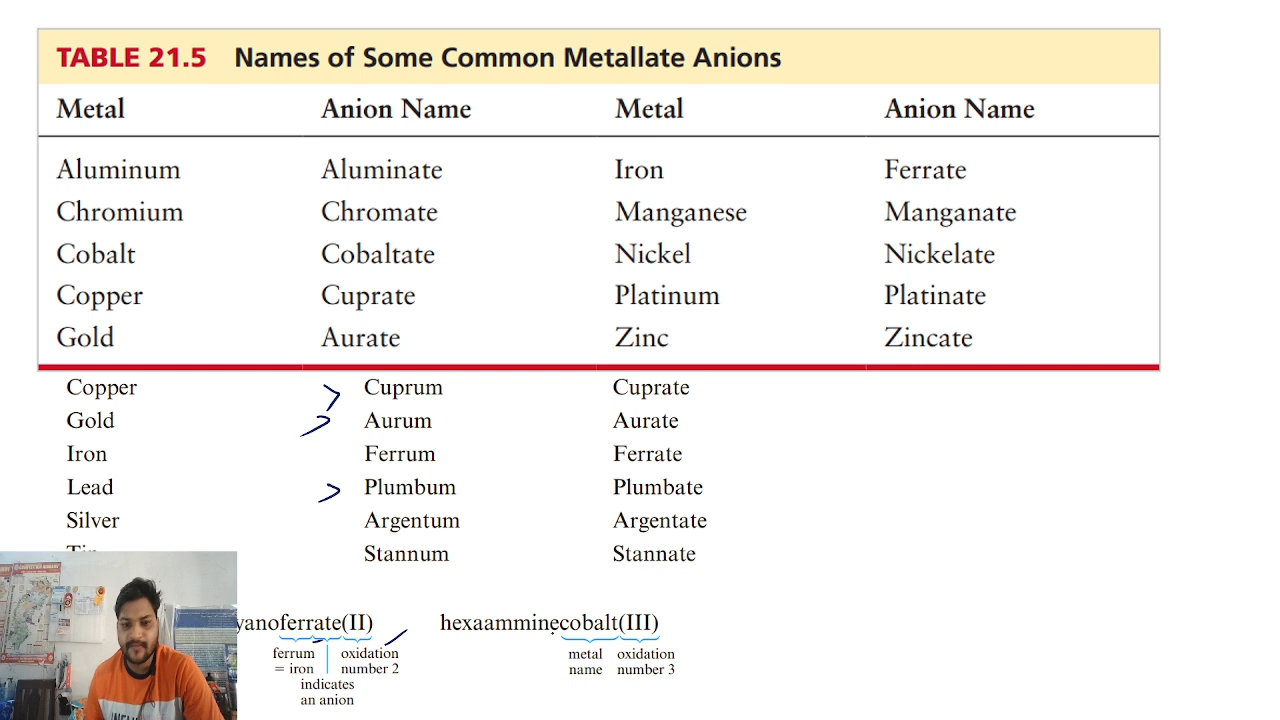 TABLE 21.5 Names of Some Common Metallate Anions
Metal Anion Name Metal Anion Name
Aluminum Aluminate Iron Ferrate
Chromium Chromate Manganese Manganate
Cobalt Cobaltate Nickel Nickelate
Copper Cuprate Platinum Platinate
Gold Aurate Zinc Zincate
Copper Cuprum Cuprate
Gold Aurum Aurate
Iron Ferrum Ferrate
Lead Plumbum Plumbate
Silver Argentum Argentate
Stannum Stannate
yanoferrate(II) hexaamminecobalt(III)
ferrum oxidation metal oxidation
= iron number 2 name number 3
indicates
an anion